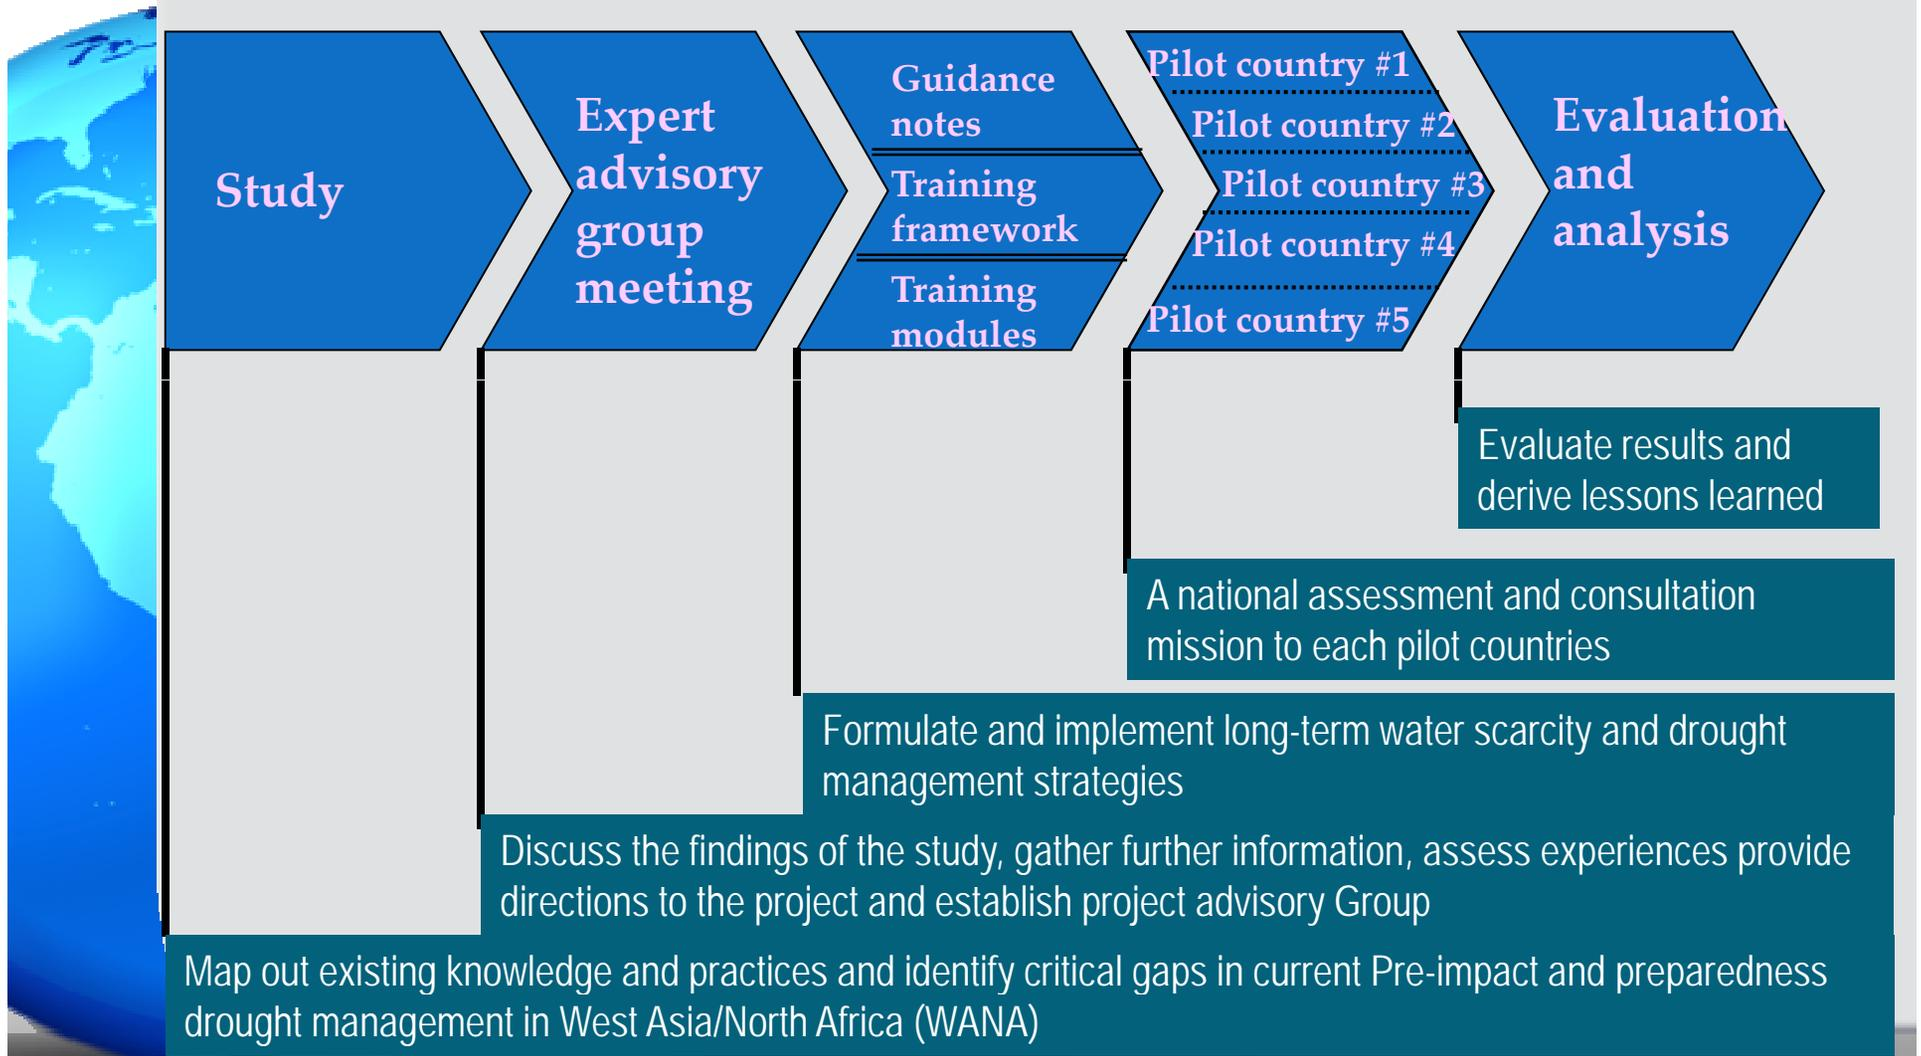 Study
Expert
advisory
group
meeting
Guidance
notes
Training
framework
Training
modules
Pilot country #1
Pilot country #2
Pilot country #3
Pilot country #4
Pilot country #5
Evaluation
and
analysis
Evaluate results and
derive lessons learned
A national assessment and consultation
mission to each pilot countries
Formulate and implement long-term water scarcity and drought
management strategies
Discuss the findings of the study, gather further information, assess experiences provide
directions to the project and establish project advisory Group
Map out existing knowledge and practices and identify critical gaps in current Pre-impact and preparedness
drought management in West Asia/North Africa (WANA)